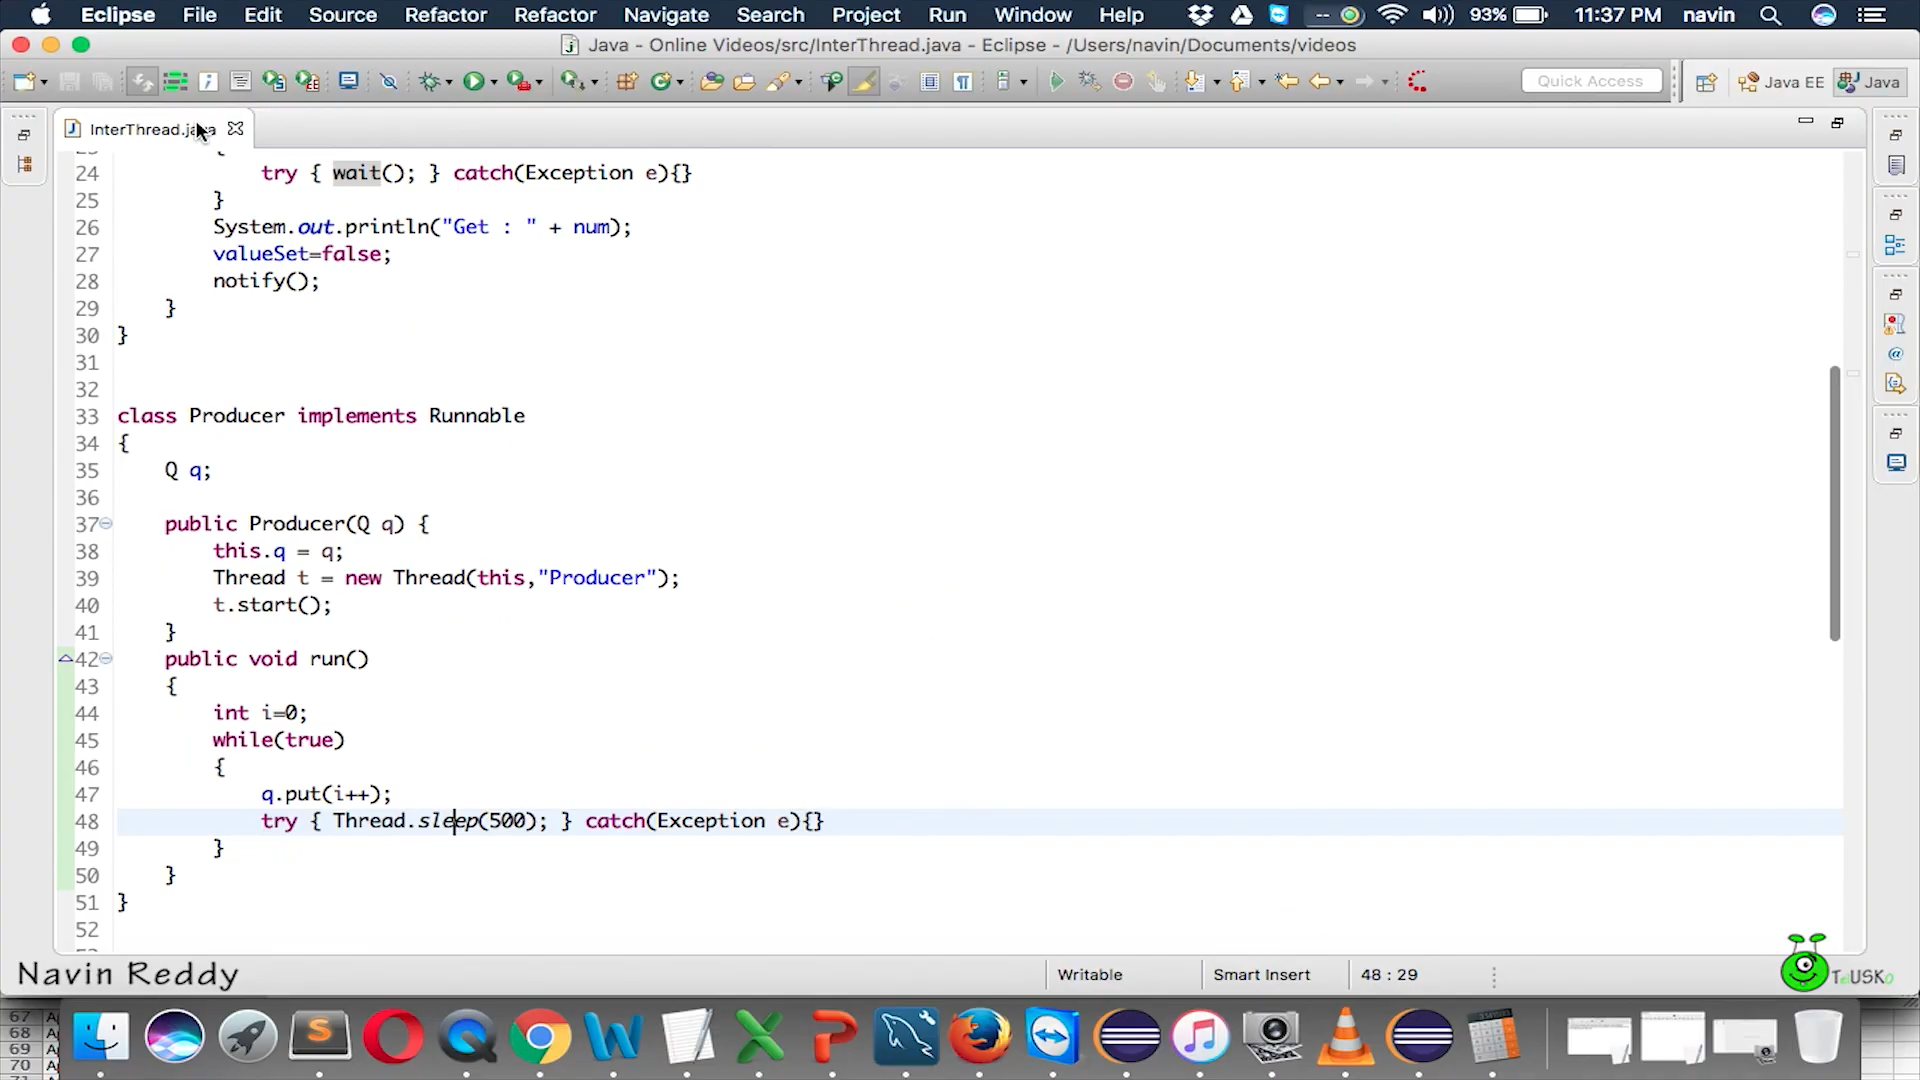 Eclipse File Edit Source Refactor Refactor Navigate Search Project Run Window Help 93% 11:37 PM navin
Java - Online Videos/src/InterThread.java - Eclipse - /Users/navin/Documents/videos
Quick Access Java EE Java
InterThread.java
{
24 try { wait(); } catch(Exception e){}
25 }
26 System.out.println("Get : " + num);
27 valueSet=false;
28 notify();
29 }
30 }
31
32
33 class Producer implements Runnable
34 {
35 Q q;
36
37 public Producer(Q q) {
38 this.q = q;
39 Thread t = new Thread(this,"Producer");
40 t.start();
41 }
42 public void run()
43 {
44 int i=0;
45 while(true)
46 {
47 q.put(i++);
48 try { Thread.sleep(500); } catch(Exception e){}
49 }
50 }
51 }
52
Navin Reddy Writable Smart Insert 48 : 29
67
68
69
70